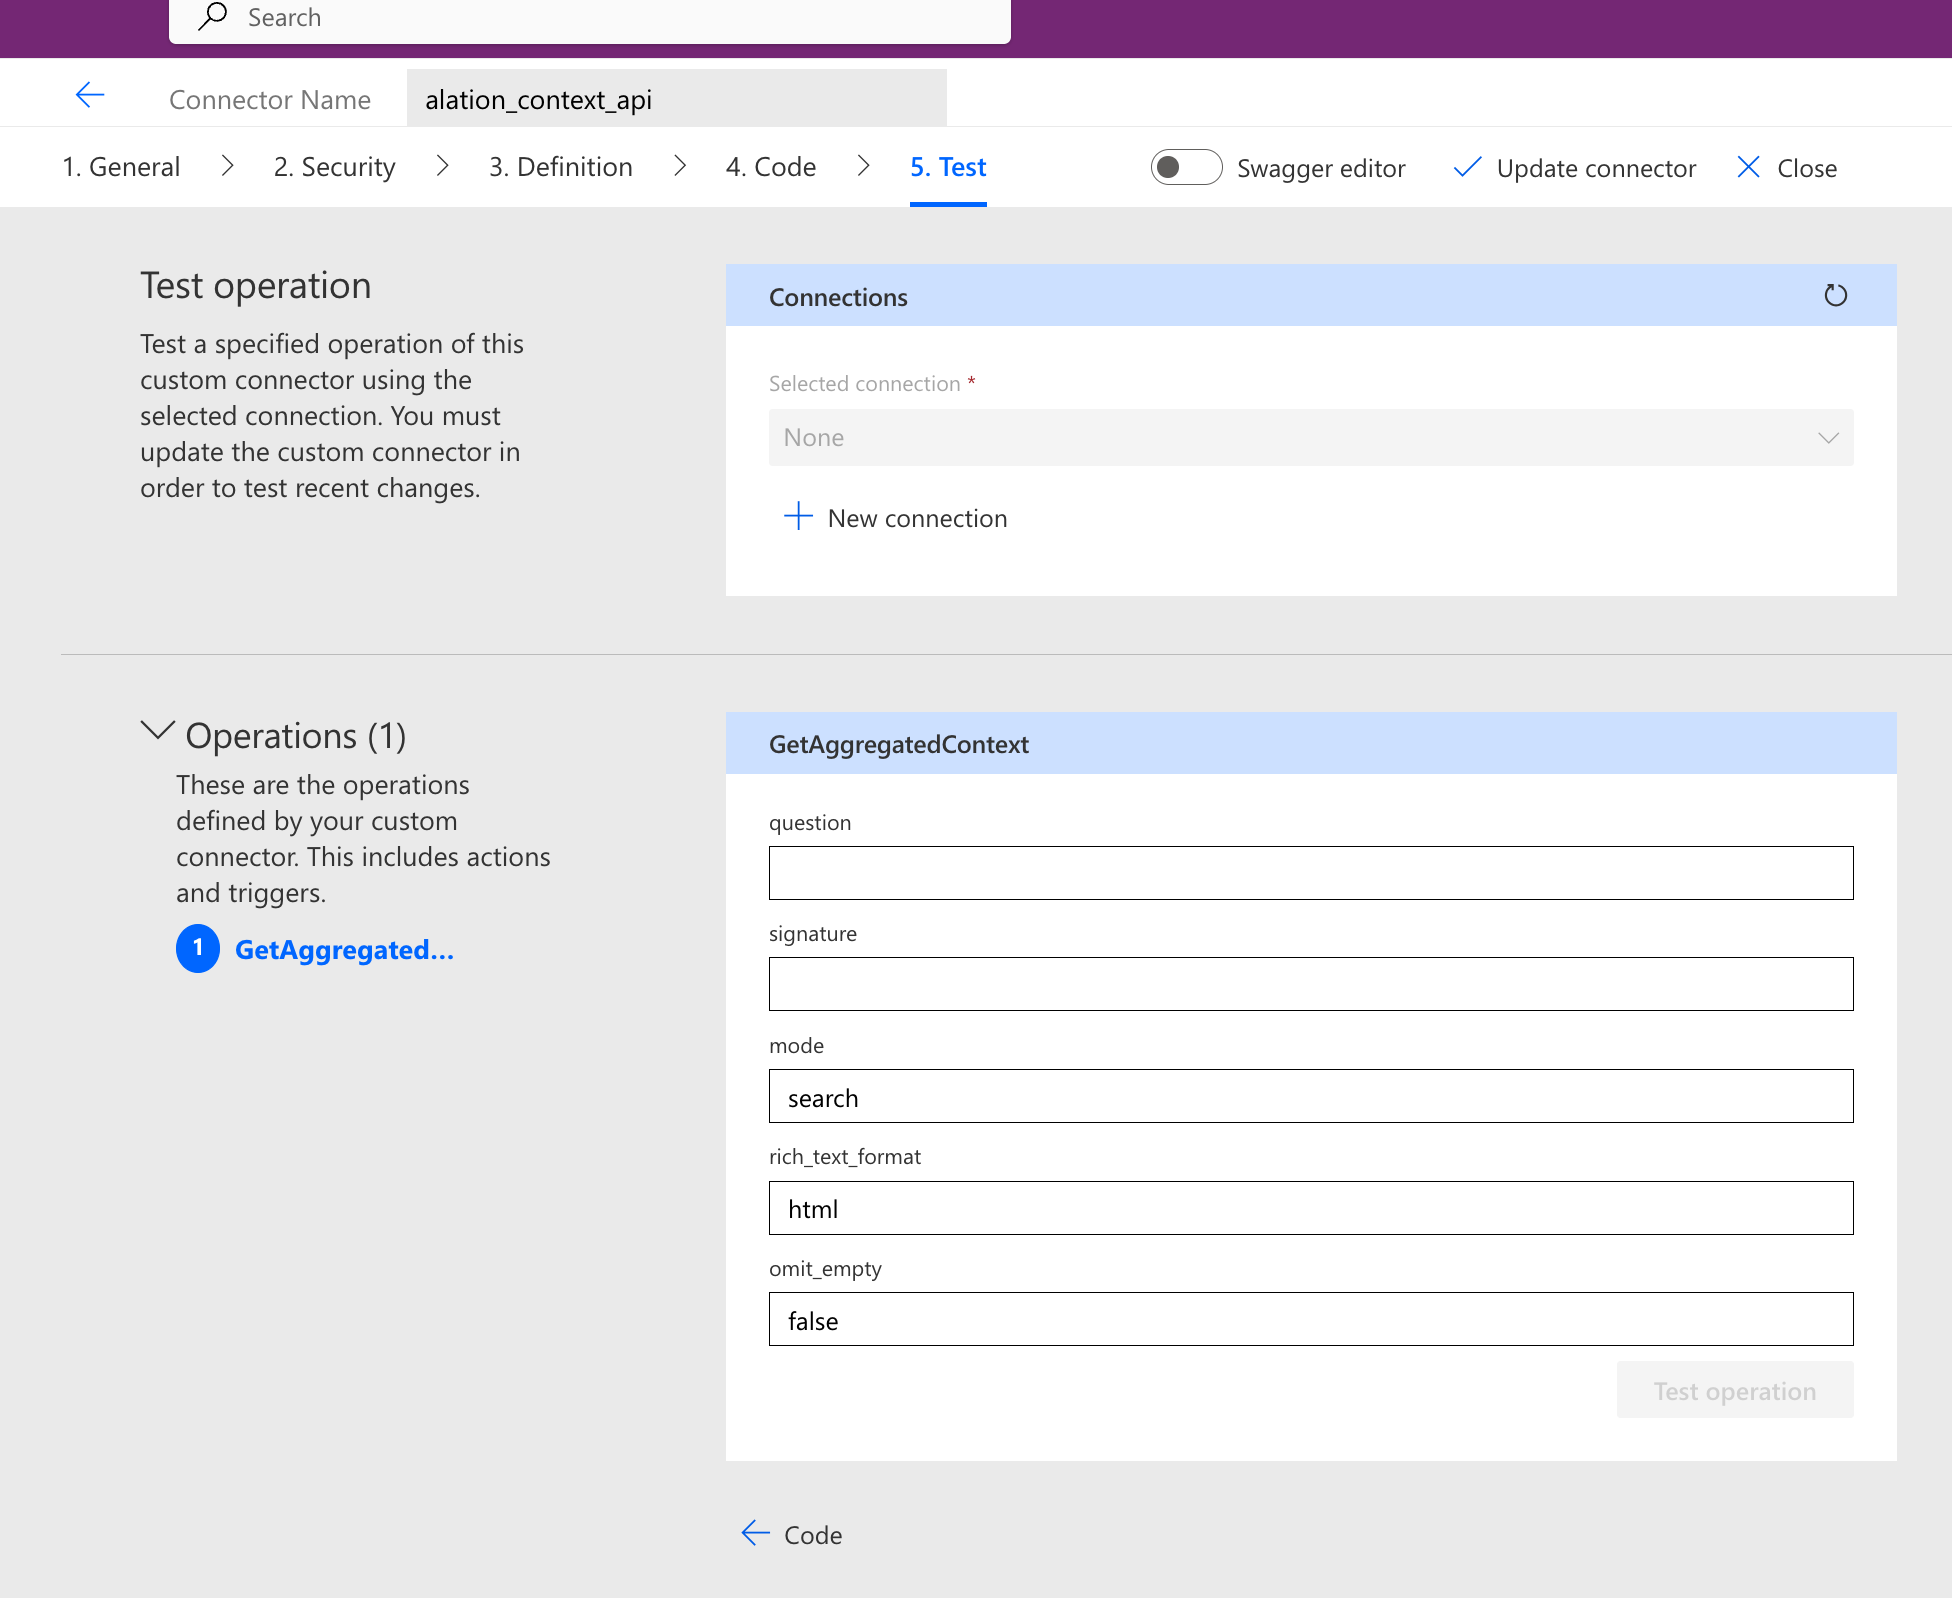 Search
Connector Name
alation_context_api
1. General
2. Security
3. Definition
4. Code
5. Test
Swagger editor
Update connector
Close
Test operation
Test a specified operation of this
custom connector using the
selected connection. You must
update the custom connector in
order to test recent changes.
Connections
Selected connection *
None
New connection
Operations (1)
These are the operations
defined by your custom
connector. This includes actions
and triggers.
1 GetAggregated...
GetAggregatedContext
question
signature
mode
search
rich_text_format
html
omit_empty
false
Test operation
Code